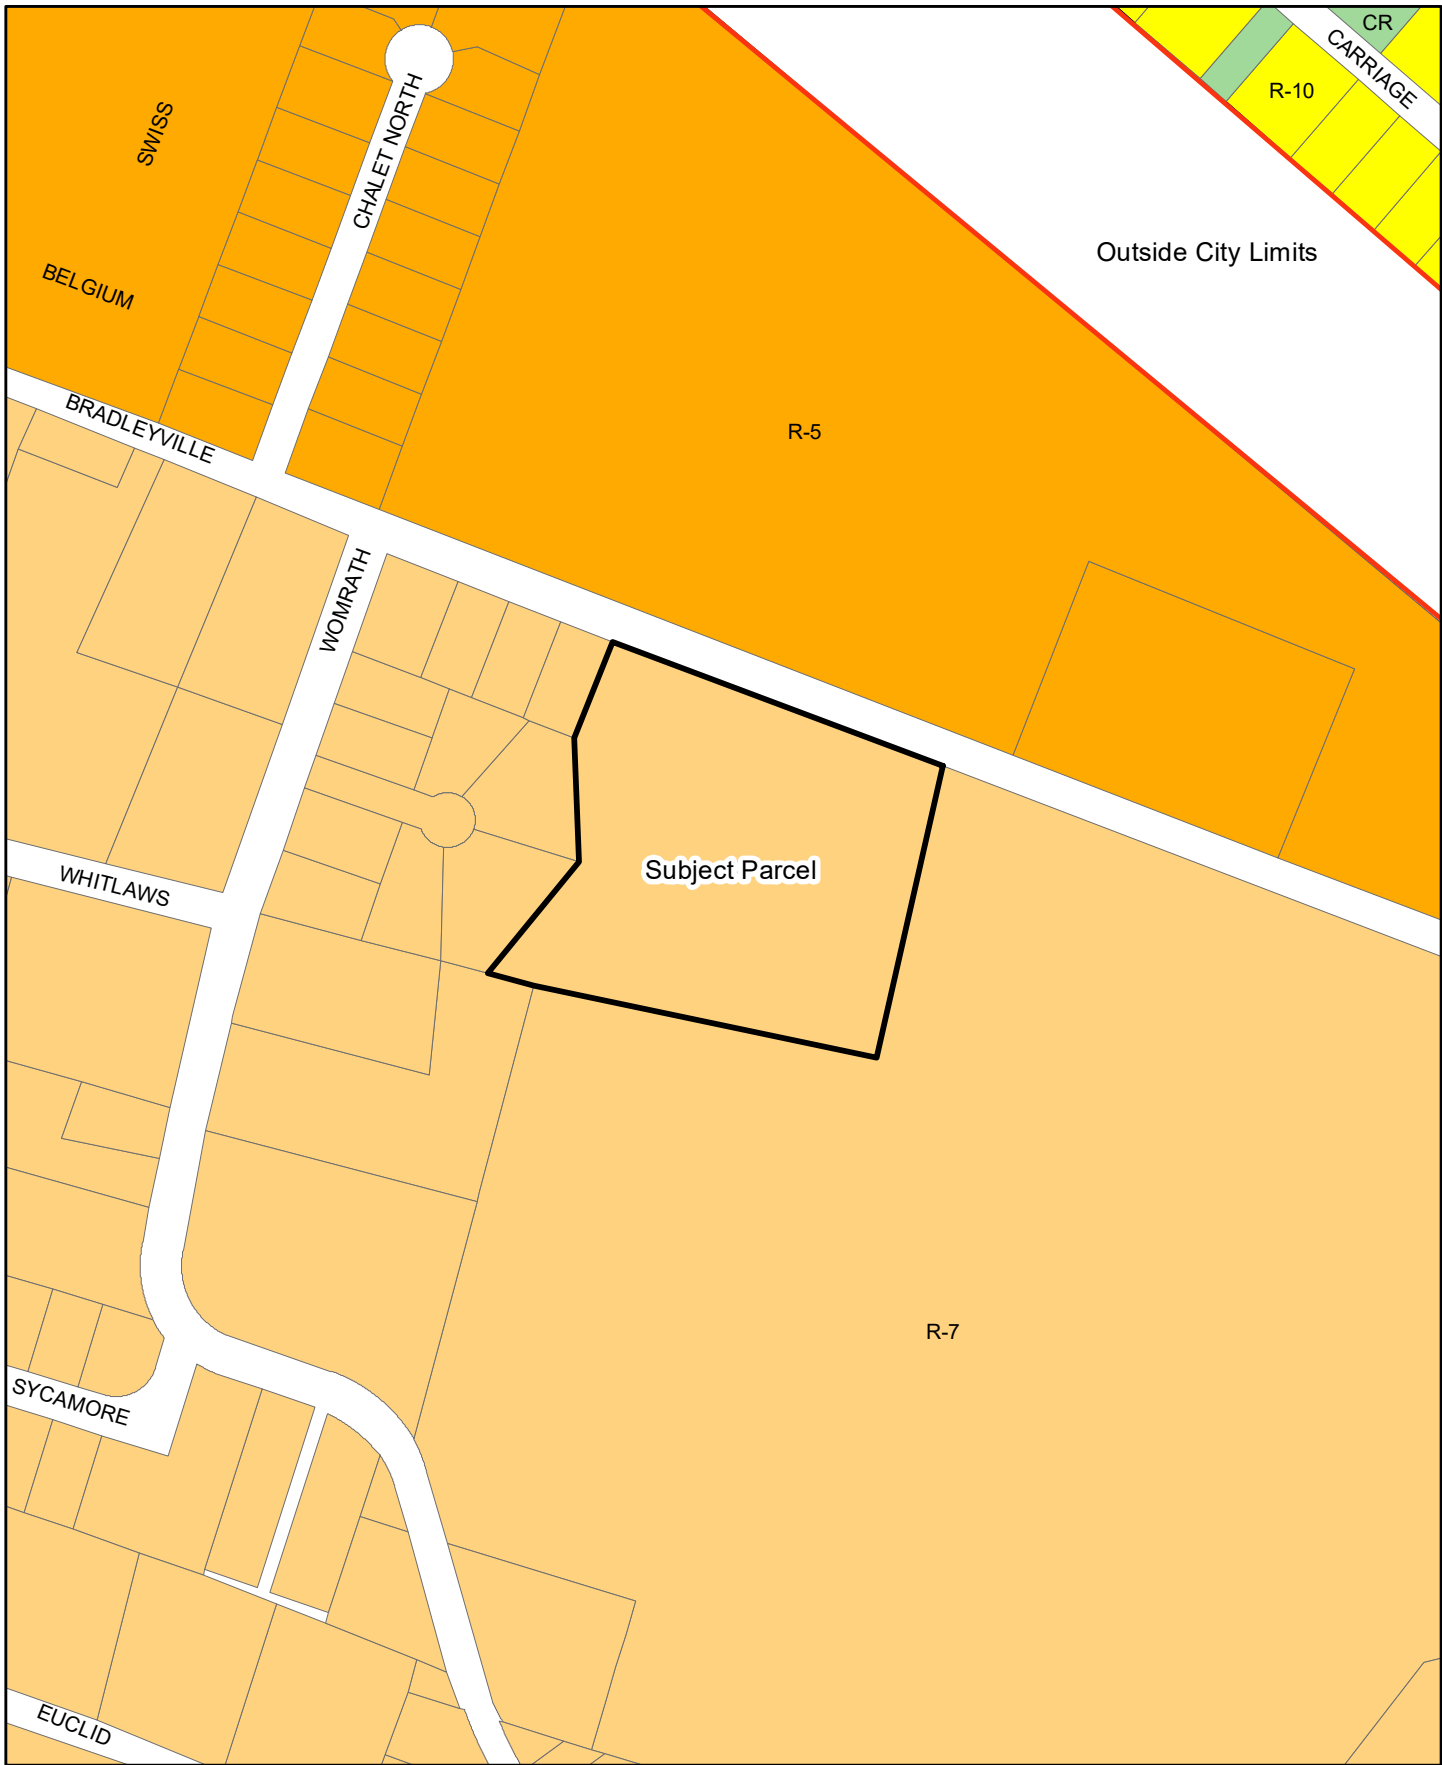 CR
CARRIAGE
R-10
SWISS
CHALET NORTH
Outside City Limits
BELGIUM
BRADLEYVILLE
R-5
WOMRATH
Subject Parcel
WHITLAWS
R-7
SYCAMORE
EUCLID